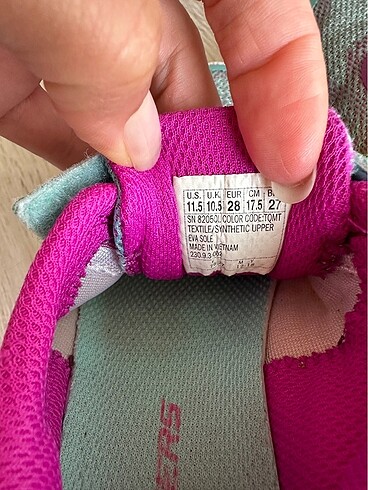 U.S. U.K. EUR CM
11.5 10.5 28 17.5 27
SN 82050L COLOR CODE:TQMT
TEXTILE/SYNTHETIC UPPER
EVA SOLE
MADE IN VIETNAM
ERS